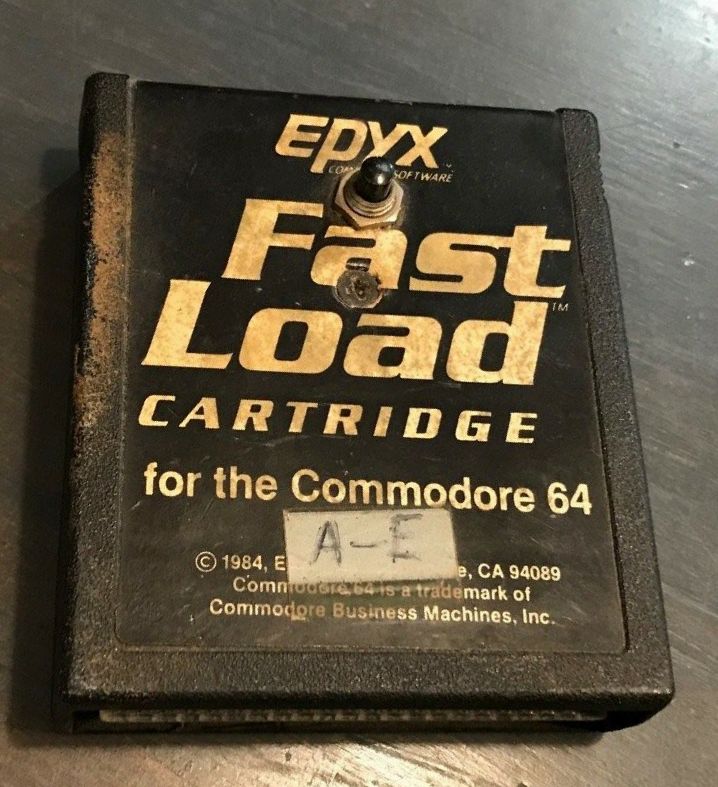 EPYX
SOFTWARE
Fast
Load™
CARTRIDGE
for the Commodore 64
A-E
© 1984, CA 94089
Commodore 64 is a trademark of
Commodore Business Machines, Inc.